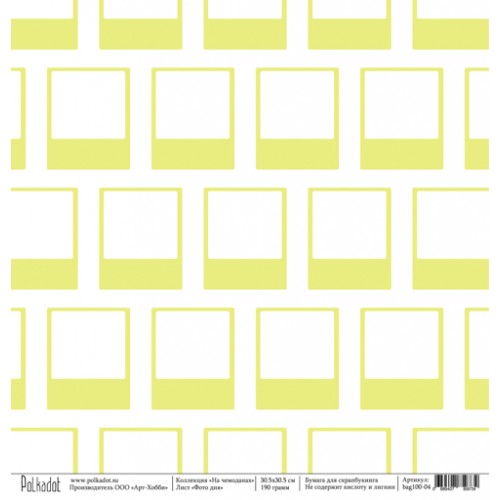 Polkadot
www.polkadot.su
Производитель ООО «Арт-Хобби»
Коллекция «На чемоданах»
Лист «Фото дня»
30.5x30.5 см
190 грамм
Бумага для скрапбукинга
Не содержит кислоту и лигнин
Артикул:
bag100-04